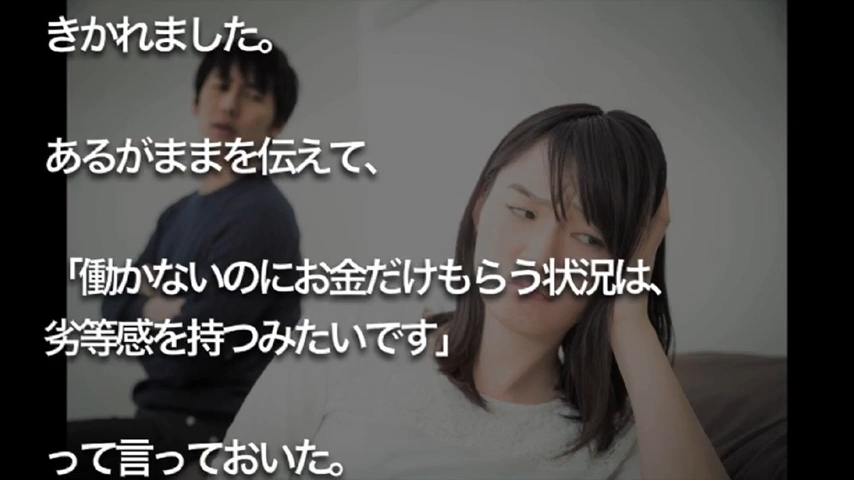 きかれました。
あるがままを伝えて、
「働かないのにお金だけもらう状況は、
劣等感を持つみたいです」
って言っておいた。